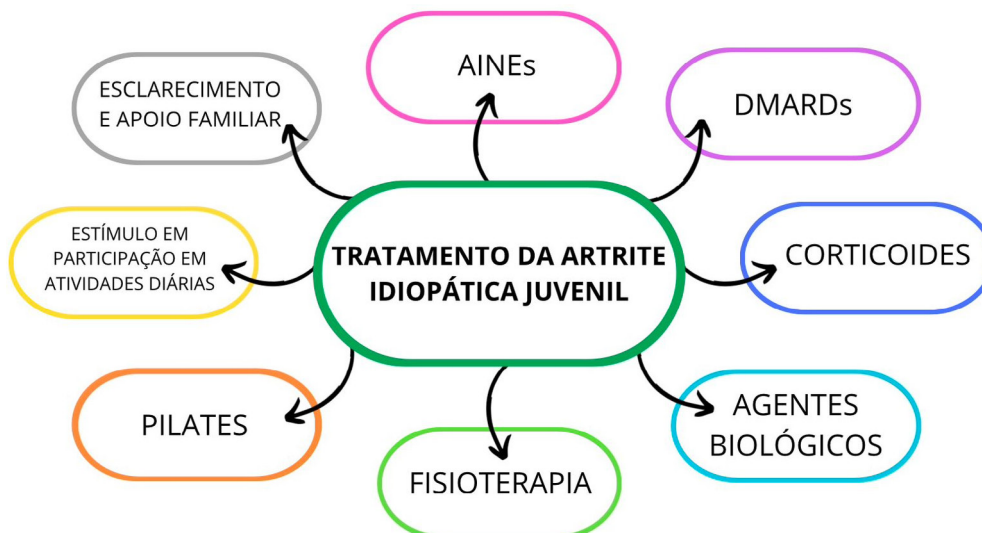 AINEs
ESCLARECIMENTO
E APOIO FAMILIAR
DMARDs
ESTÍMULO EM
PARTICIPAÇÃO EM
ATIVIDADES DIÁRIAS
TRATAMENTO DA ARTRITE
IDIOPÁTICA JUVENIL
CORTICOIDES
PILATES
AGENTES
BIOLÓGICOS
FISIOTERAPIA